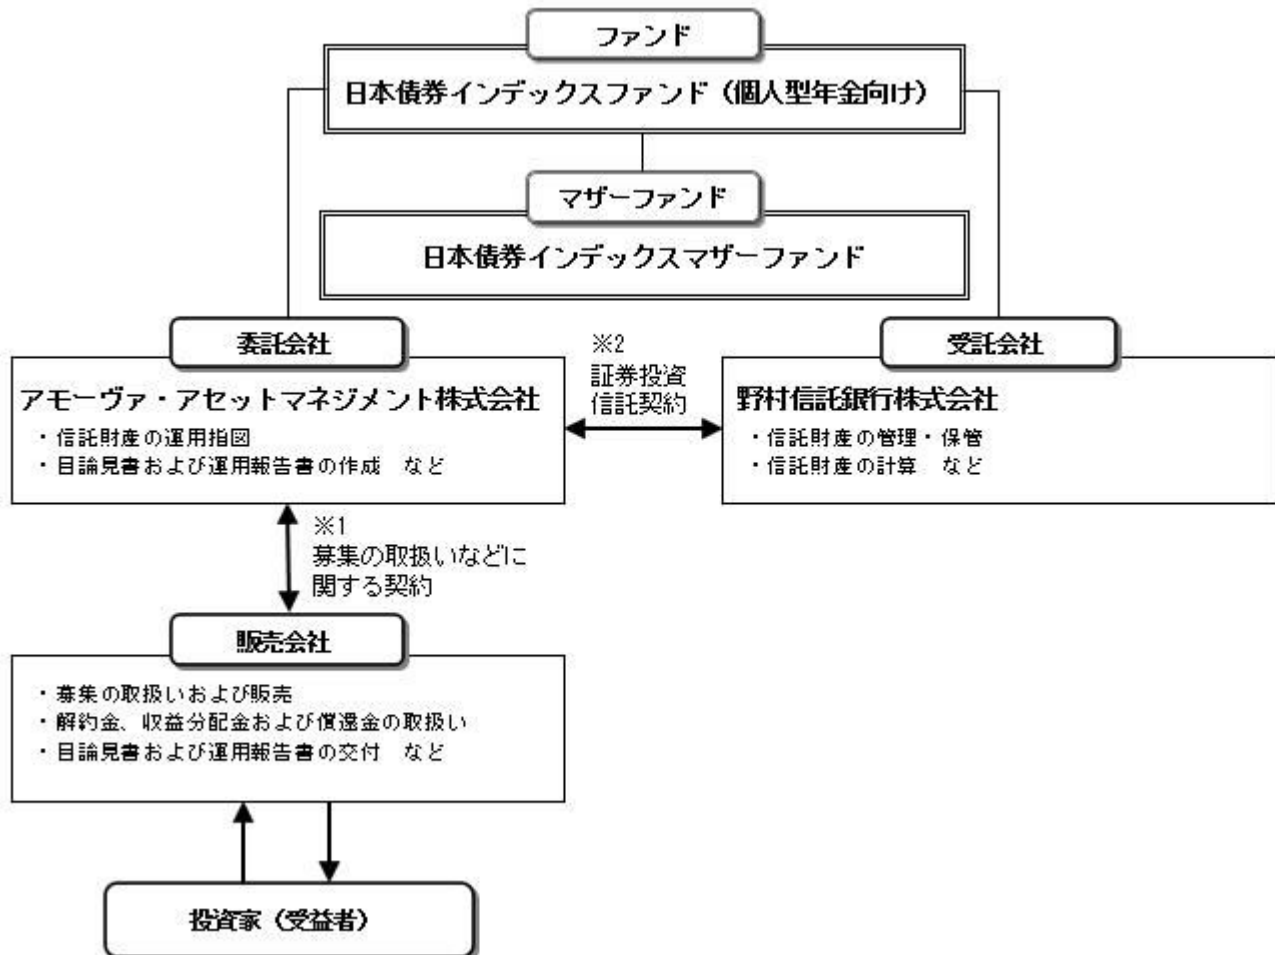 ファンド
日本債券インデックスファンド（個人型年金向け）
マザーファンド
日本債券インデックスマザーファンド
委託会社
アモーヴァ・アセットマネジメント株式会社
・信託財産の運用指図
・目論見書および運用報告書の作成　など
※2
証券投資
信託契約
受託会社
野村信託銀行株式会社
・信託財産の管理・保管
・信託財産の計算　など
※1
募集の取扱いなどに
関する契約
販売会社
・募集の取扱いおよび販売
・解約金、収益分配金および償還金の取扱い
・目論見書および運用報告書の交付　など
投資家（受益者）